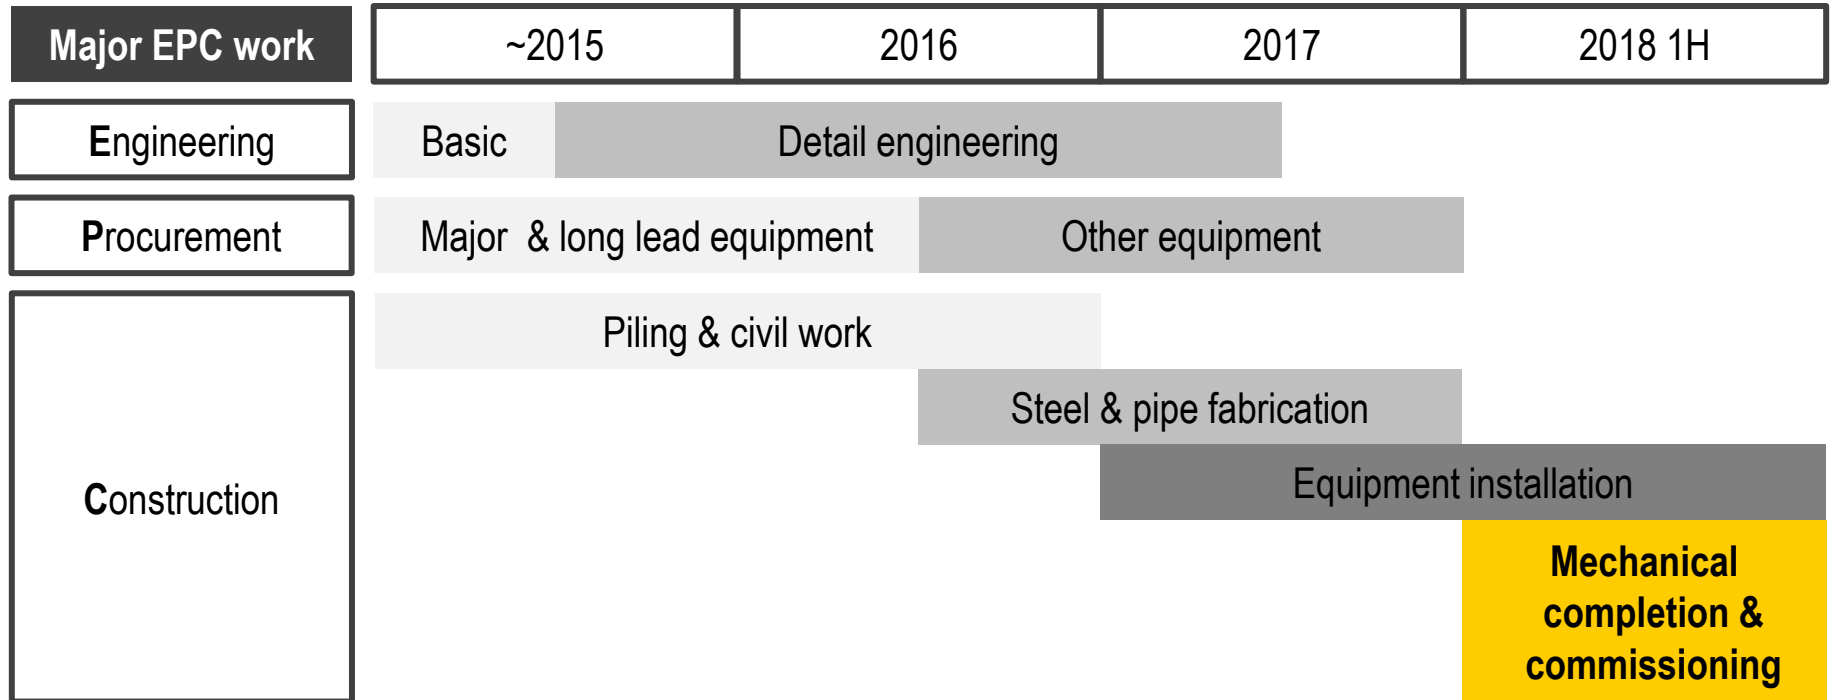 Major EPC work ~2015 2016 2017 2018 1H
Engineering Basic Detail engineering
Procurement Major & long lead equipment Other equipment
Construction
Piling & civil work
Steel & pipe fabrication
Equipment installation
Mechanical
completion &
commissioning